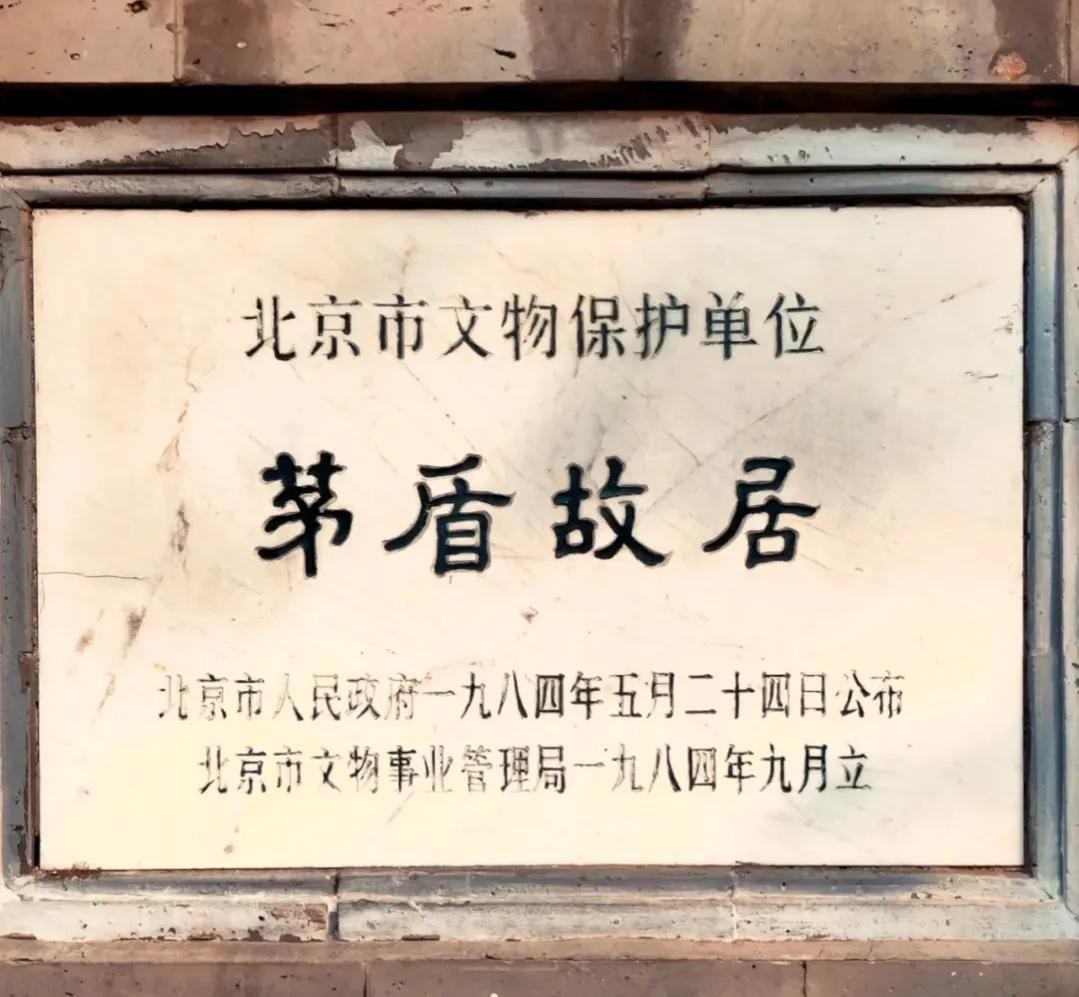 北京市文物保护单位
茅盾故居
北京市人民政府一九八四年五月二十四日公布
北京市文物事业管理局一九八四年九月立